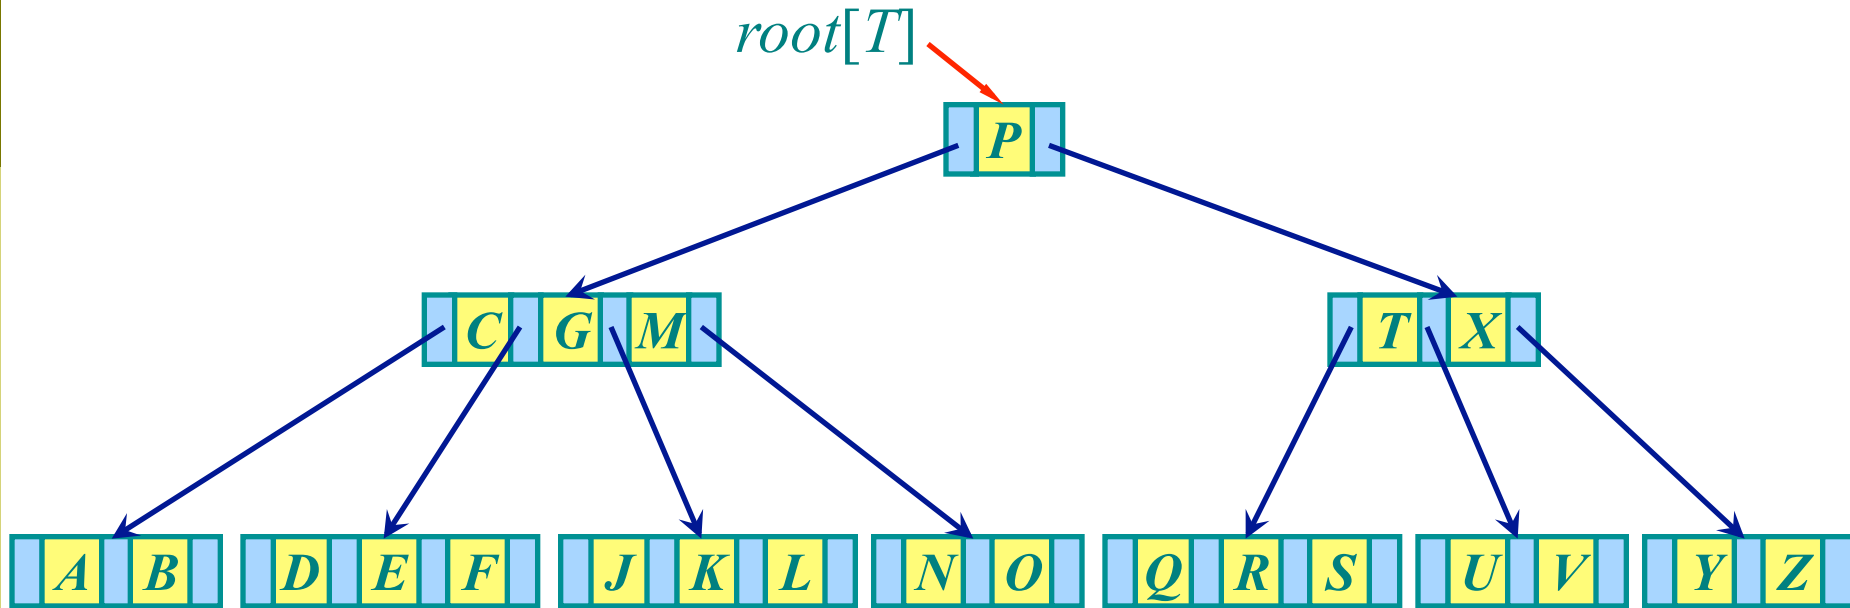 root[T]
P
C G M
T X
A B
D E F
J K L
N O
Q R S
U V
Y Z